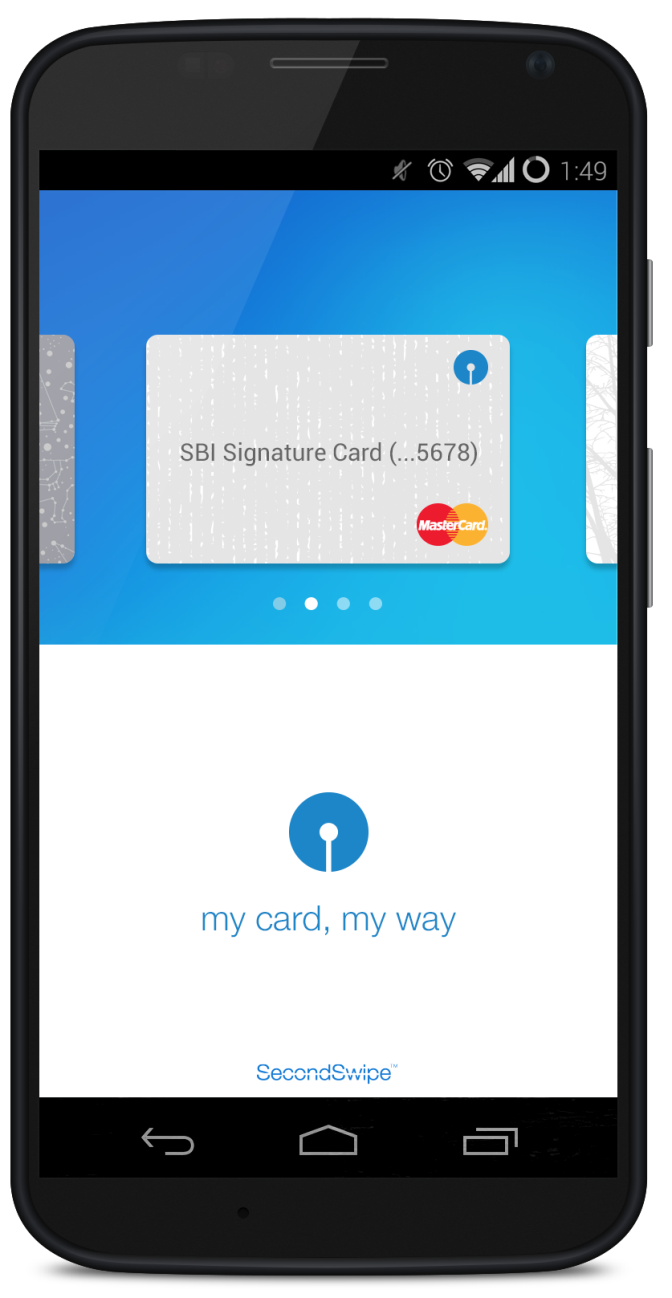 1:49
SBI Signature Card (...5678)
MasterCard.
my card, my way
SecondSwipe™